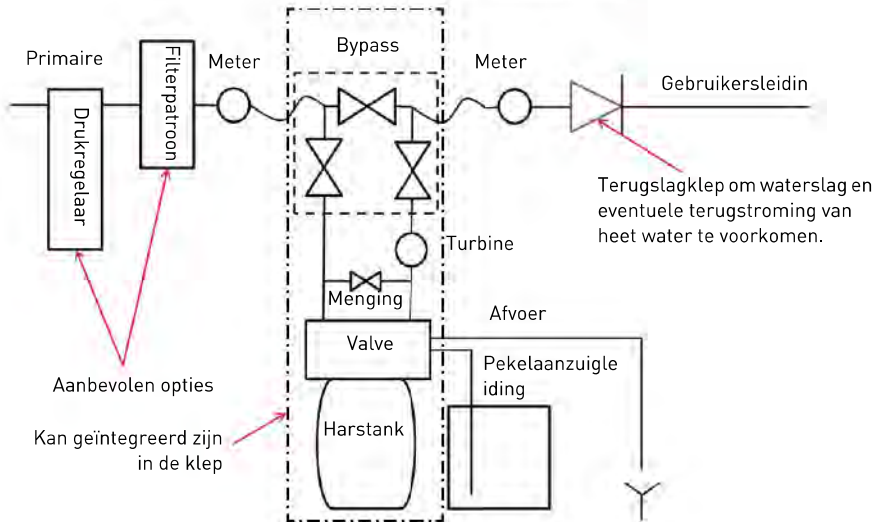 Primaire
Drukregelaar
Filterpatroon
Meter
Bypass
Meter
Gebruikersleidin
Terugslagklep om waterslag en
eventuele terugstroming van
heet water te voorkomen.
Turbine
Menging
Valve
Afvoer
Pekelaanzuigle
iding
Harstank
Aanbevolen opties
Kan geïntegreerd zijn
in de klep